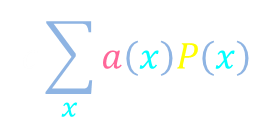 ∑ a(x)P(x)
x